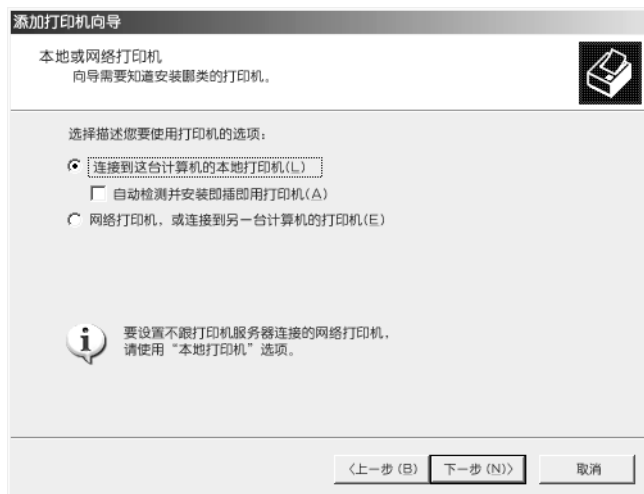 添加打印机向导
本地或网络打印机
向导需要知道安装哪类的打印机。
选择描述您要使用打印机的选项：
连接到这台计算机的本地打印机(L)
自动检测并安装即插即用打印机(A)
网络打印机，或连接到另一台计算机的打印机(E)
要设置不跟打印机服务器连接的网络打印机，
请使用“本地打印机”选项。
〈上一步 (B) 下一步 (N)〉 取消